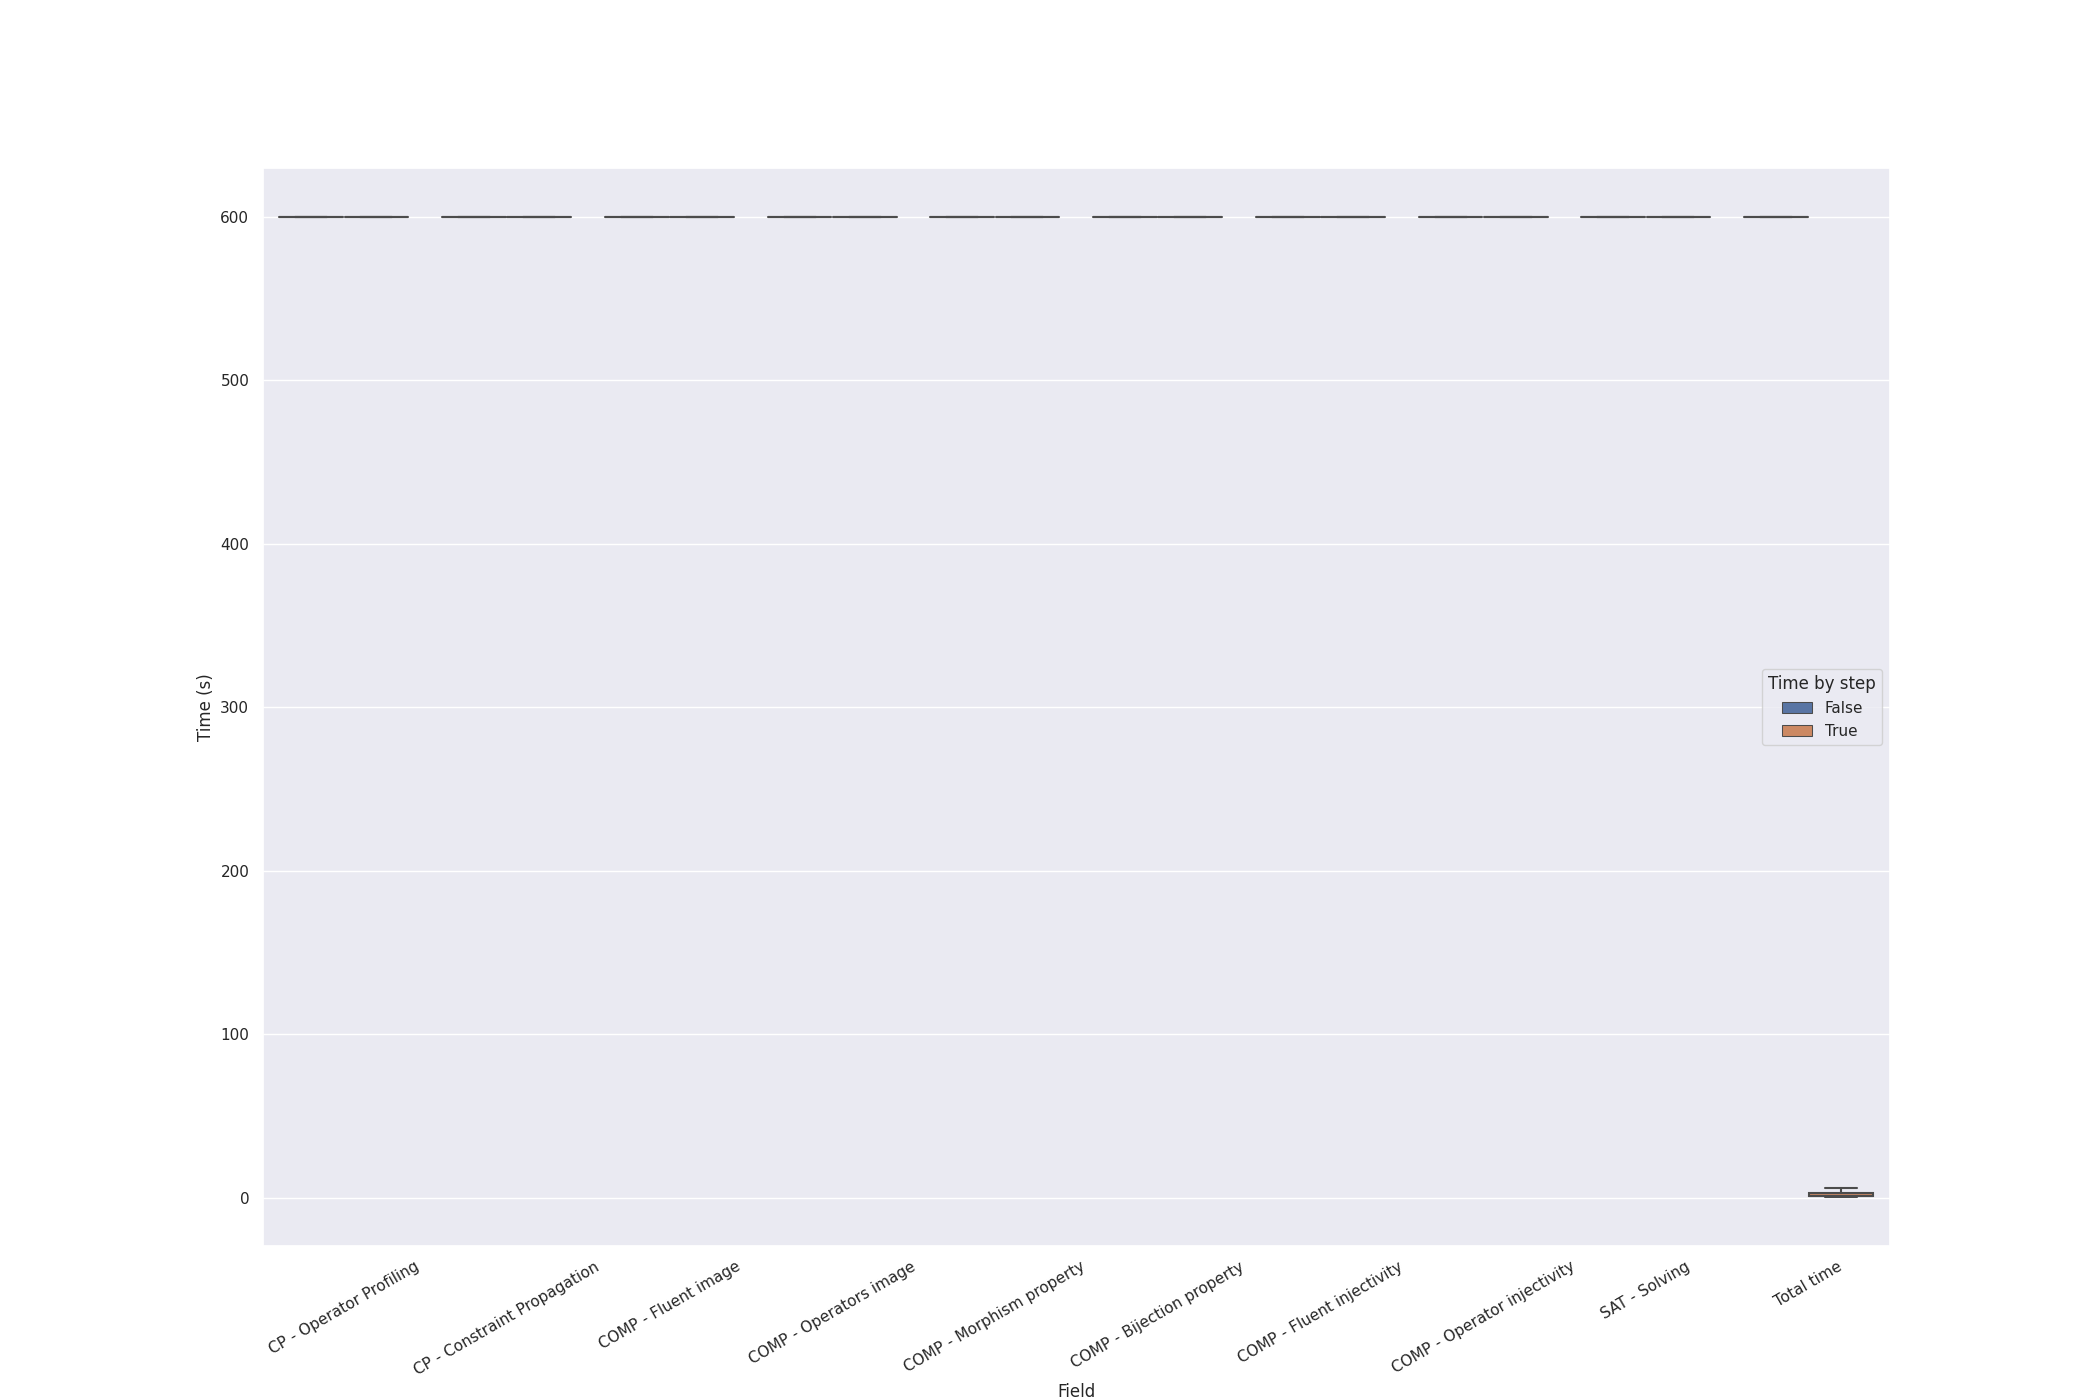 600
500
400
300
200
100
0
Time (s)
Time by step
False
True
CP - Operator Profiling
CP - Constraint Propagation
COMP - Fluent image
COMP - Operators image
COMP - Morphism property
COMP - Bijection property
COMP - Fluent injectivity
COMP - Operator injectivity
SAT - Solving
Total time
Field